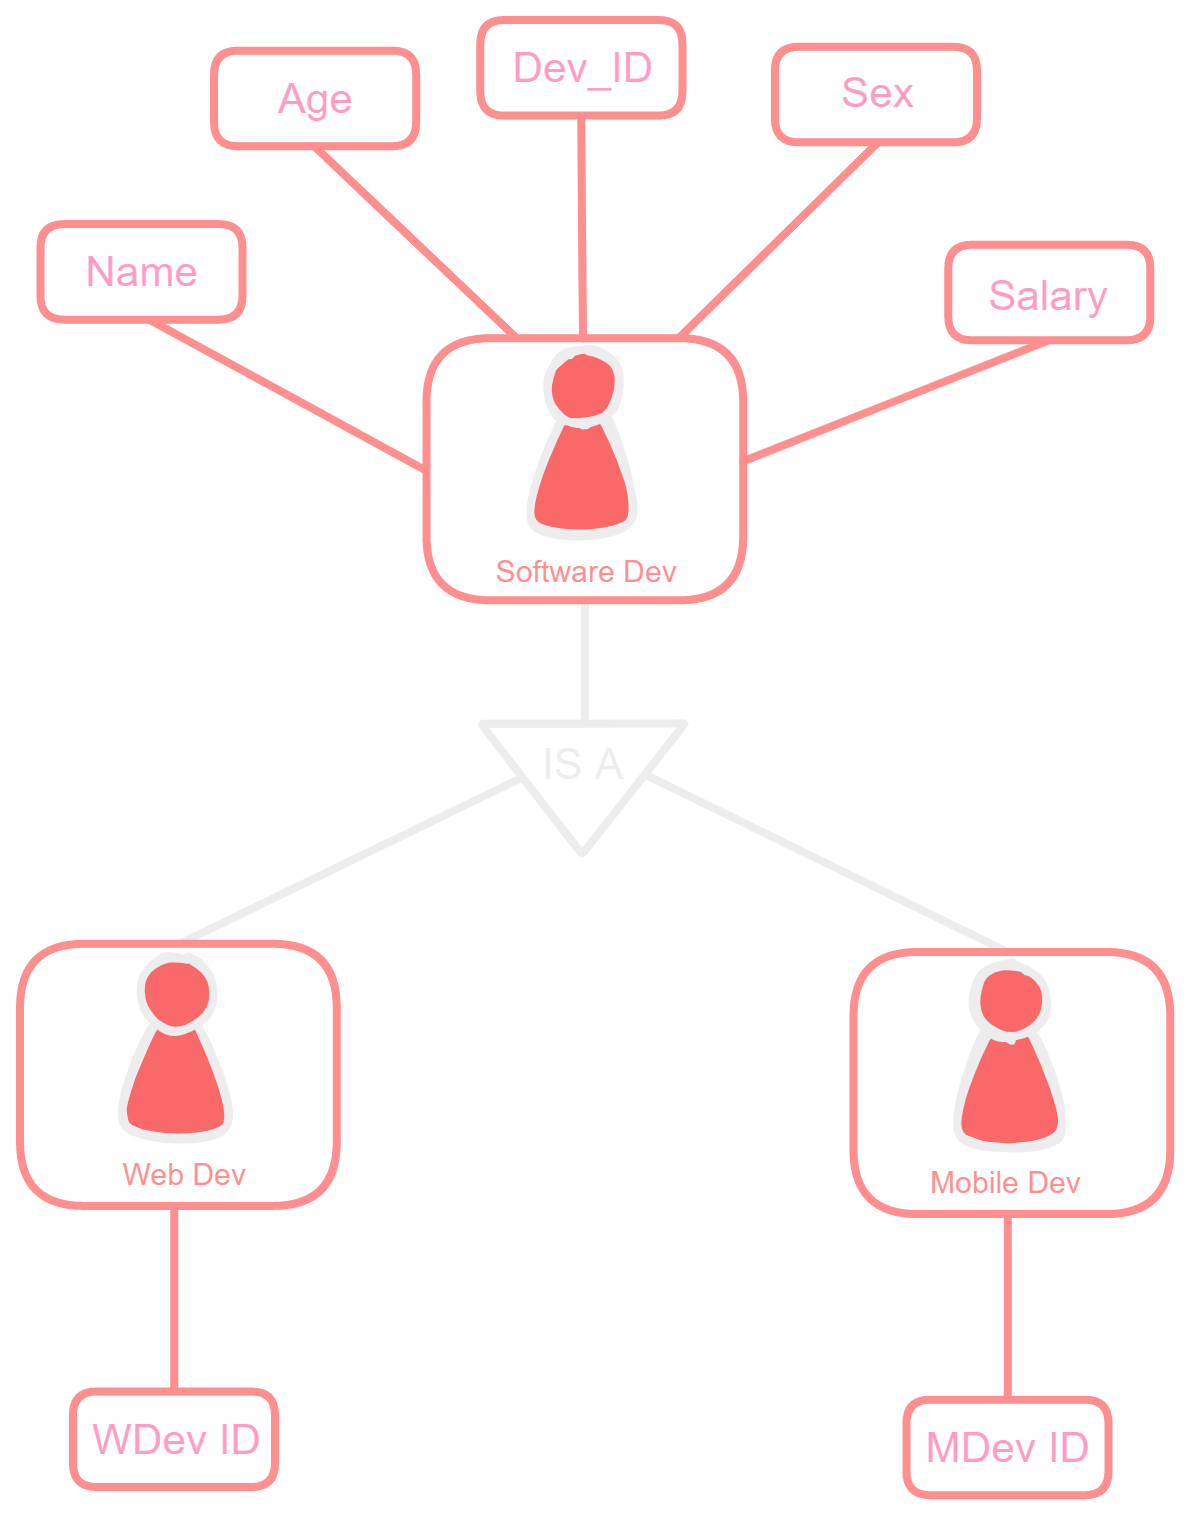 Dev_ID
Age
Sex
Name
Salary
Software Dev
IS A
Web Dev
Mobile Dev
WDev ID
MDev ID